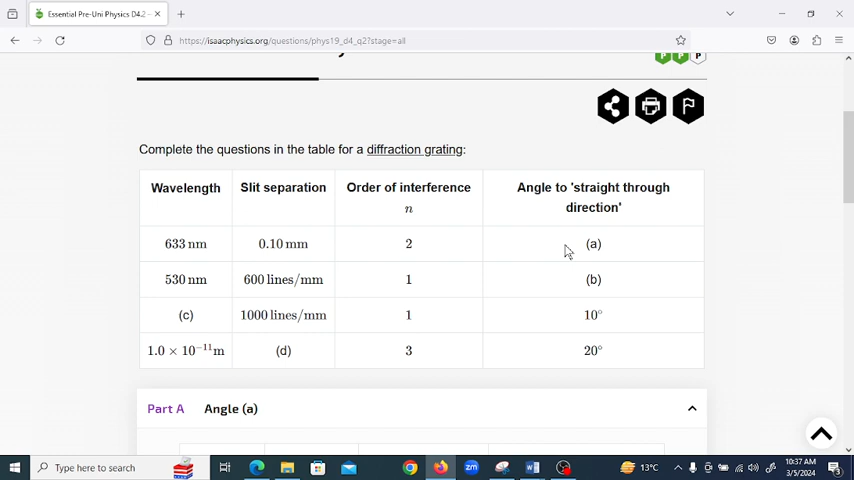 Essential Pre-Uni Physics D4.2 –
https://isaacphysics.org/questions/phys19_d4_q2?stage=all
P P P
Complete the questions in the table for a diffraction grating:
Wavelength Slit separation Order of interference n Angle to 'straight through direction'
633 nm 0.10 mm 2 (a)
530 nm 600 lines/mm 1 (b)
(c) 1000 lines/mm 1 10°
1.0 × 10⁻¹¹m (d) 3 20°
Part A Angle (a)
Type here to search
zm
W
13°C
10:37 AM
3/5/2024
3